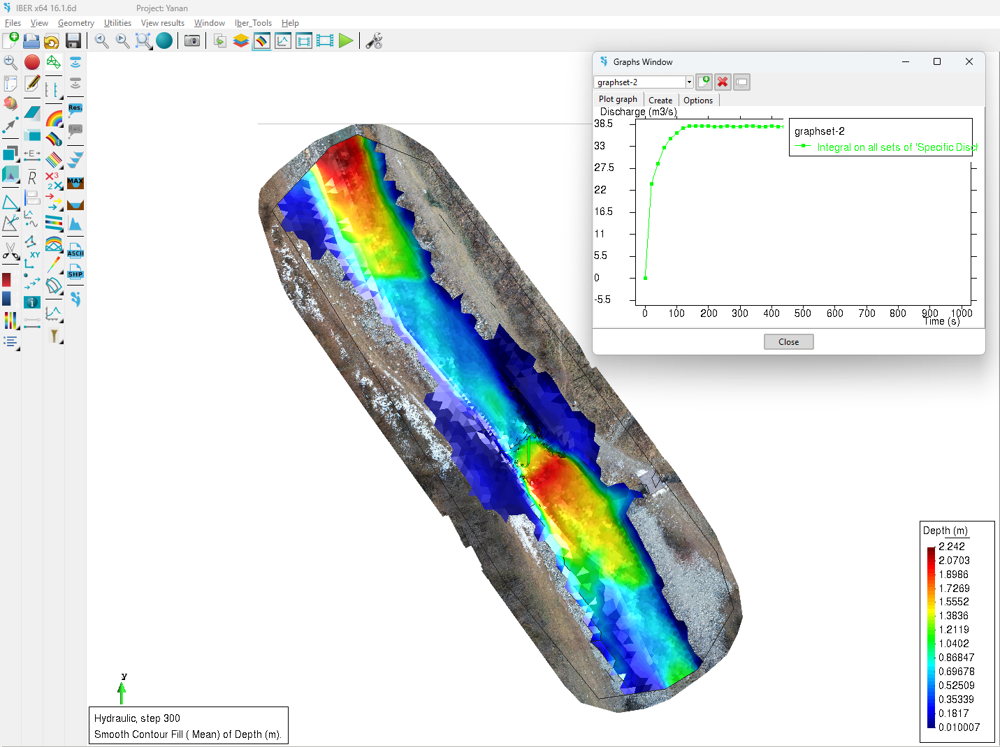 IBER x64 16.1.6d Project: Yanan
Files View Geometry Utilities View results Window Iber_Tools Help
Graphs Window
graphset-2
Plot graph Create Options
Discharge (m3/s)
38.5
33
27.5
22
16.5
11
5.5
0
-5.5
0 100 200 300 400 500 600 700 800 900 1000
Time (s)
graphset-2
Integral on all sets of 'Specific Disch
Close
Res.
Res.
E
R
×3
2×
MAX
XY
ASCII
SHP
Depth (m)
2.242
2.0703
1.8986
1.7269
1.5552
1.3836
1.2119
1.0402
0.86847
0.69678
0.52509
0.35339
0.1817
0.010007
y
Hydraulic, step 300
Smooth Contour Fill ( Mean) of Depth (m).